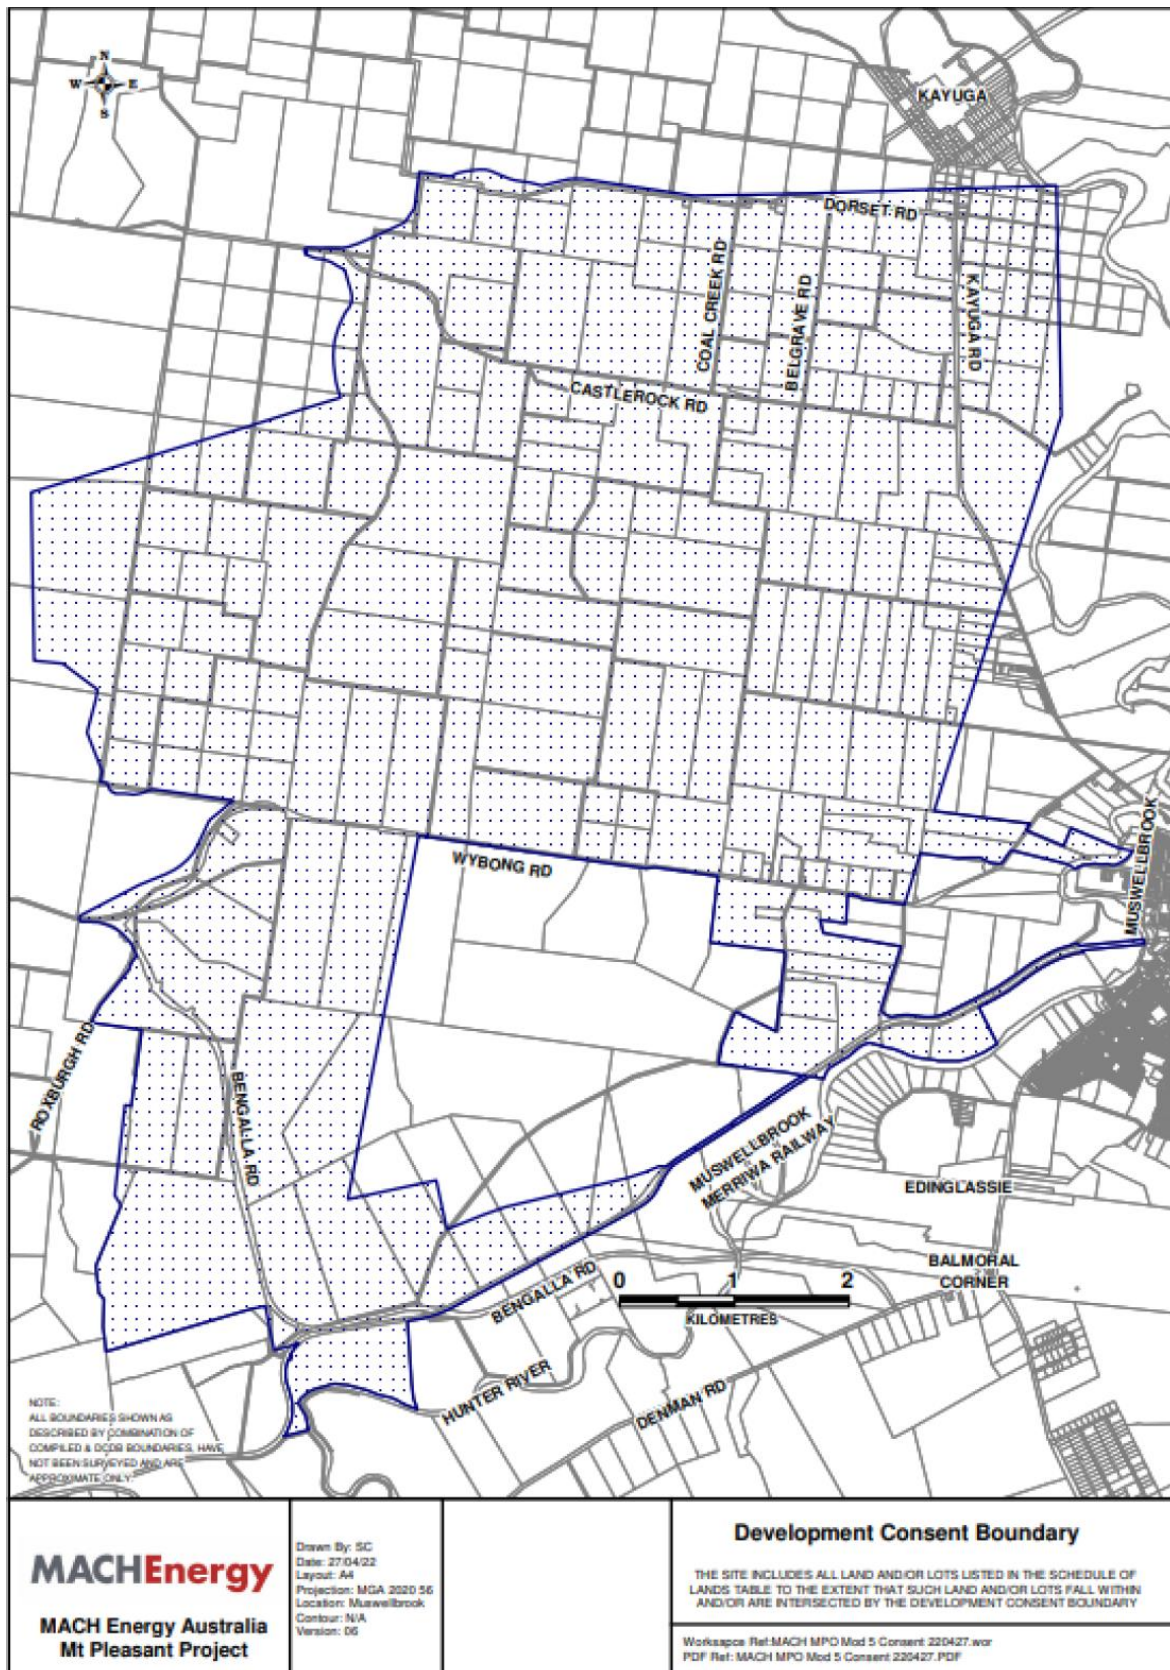 N
W E
S
KAYUGA
DORSET RD
COAL CREEK RD
BELGRAVE RD
KAYUGA RD
CASTLEROCK RD
MUSWELLBROOK
WYBONG RD
ROXBURGH RD
BENGALLA RD
MUSWELLBROOK
MERRIWA RAILWAY
EDINGLASSIE
BALMORAL
CORNER
0 1 2
KILOMETRES
BENGALLA RD
HUNTER RIVER
DENMAN RD
NOTE:
ALL BOUNDARIES SHOWN AS
DESCRIBED BY COMBINATION OF
COMPILED & DCDB BOUNDARIES, HAVE
NOT BEEN SURVEYED AND ARE
APPROXIMATE ONLY.
MACHEnergy
MACH Energy Australia
Mt Pleasant Project
Drawn By: SC
Date: 27/04/22
Layout: A4
Projection: MGA 2020 56
Location: Muswellbrook
Contour: N/A
Version: 06
Development Consent Boundary
THE SITE INCLUDES ALL LAND AND/OR LOTS LISTED IN THE SCHEDULE OF
LANDS TABLE TO THE EXTENT THAT SUCH LAND AND/OR LOTS FALL WITHIN
AND/OR ARE INTERSECTED BY THE DEVELOPMENT CONSENT BOUNDARY
Worksapce Ref:MACH MPO Mod 5 Consent 220427.wor
PDF Ref: MACH MPO Mod 5 Consent 220427.PDF